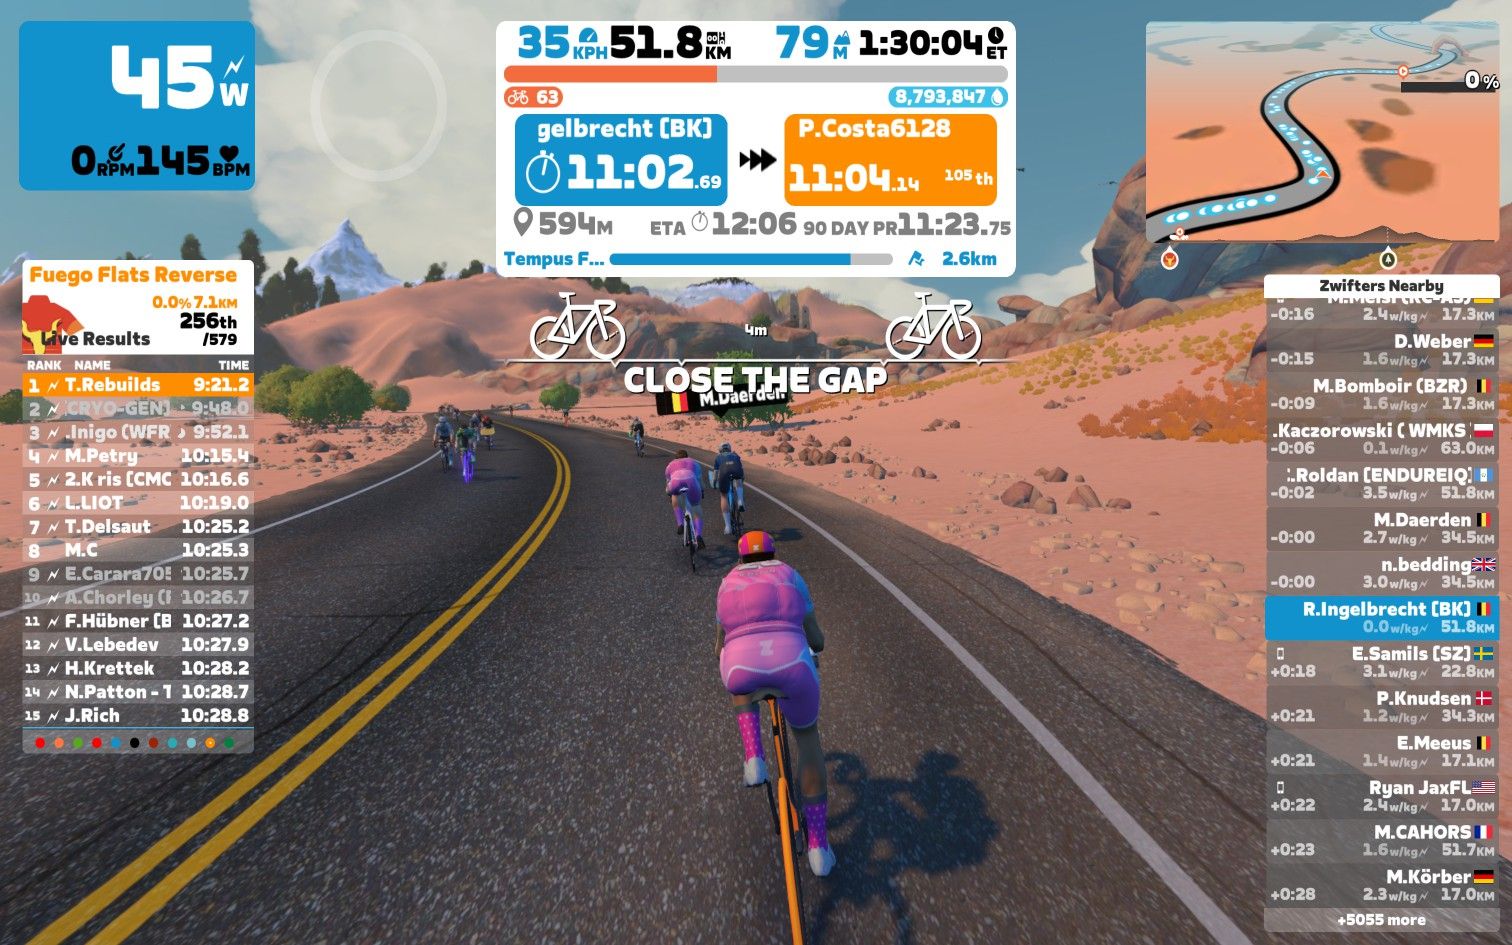 45w
0RPM 145BPM
35KPH 51.8KM 79M 1:30:04ET
63
8,793,847
gelbrecht [BK]
11:02.69
P.Costa6128
11:04.14 105th
594M ETA 12:06 90 DAY PR 11:23.75
Tempus F... 2.6km
0%
Fuego Flats Reverse
0.0% 7.1KM
256th
/579
Live Results
RANK NAME TIME
1 T.Rebuilds 9:21.2
2 CRYO-GËN] 9:48.0
3 .Inigo (WFR 9:52.1
4 M.Petry 10:15.4
5 2.K ris [CMC 10:16.6
6 L.LIOT 10:19.0
7 T.Delsaut 10:25.2
8 M.C 10:25.3
9 E.Carara705 10:25.7
10 A.Chorley (F 10:26.7
11 F.Hübner [B 10:27.2
12 V.Lebedev 10:27.9
13 H.Krettek 10:28.2
14 N.Patton - T 10:28.7
15 J.Rich 10:28.8
4m
CLOSE THE GAP
M.Daerden
Z
Zwifters Nearby
-0:16 2.4w/kg 17.3KM
D.Weber
-0:15 1.6w/kg 17.3KM
M.Bomboir (BZR)
-0:09 1.6w/kg 17.3KM
.Kaczorowski ( WMKS
-0:06 0.1w/kg 63.0KM
.Roldan [ENDUREIQ]
-0:02 3.5w/kg 51.8KM
M.Daerden
-0:00 2.7w/kg 34.5KM
n.bedding
-0:00 3.0w/kg 34.5KM
R.Ingelbrecht [BK]
0.0w/kg 51.8KM
E.Samils [SZ]
+0:18 3.1w/kg 22.8KM
P.Knudsen
+0:21 1.2w/kg 34.3KM
E.Meeus
+0:21 1.4w/kg 17.1KM
Ryan JaxFL
+0:22 2.4w/kg 17.0KM
M.CAHORS
+0:23 1.6w/kg 51.7KM
M.Körber
+0:28 2.3w/kg 17.0KM
+5055 more